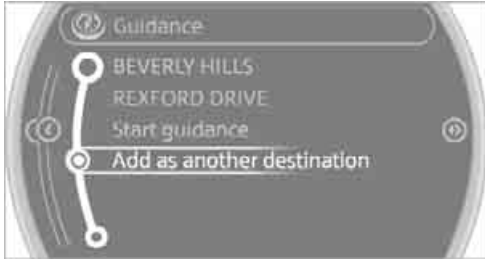 Guidance
BEVERLY HILLS
REXFORD DRIVE
Start guidance
Add as another destination